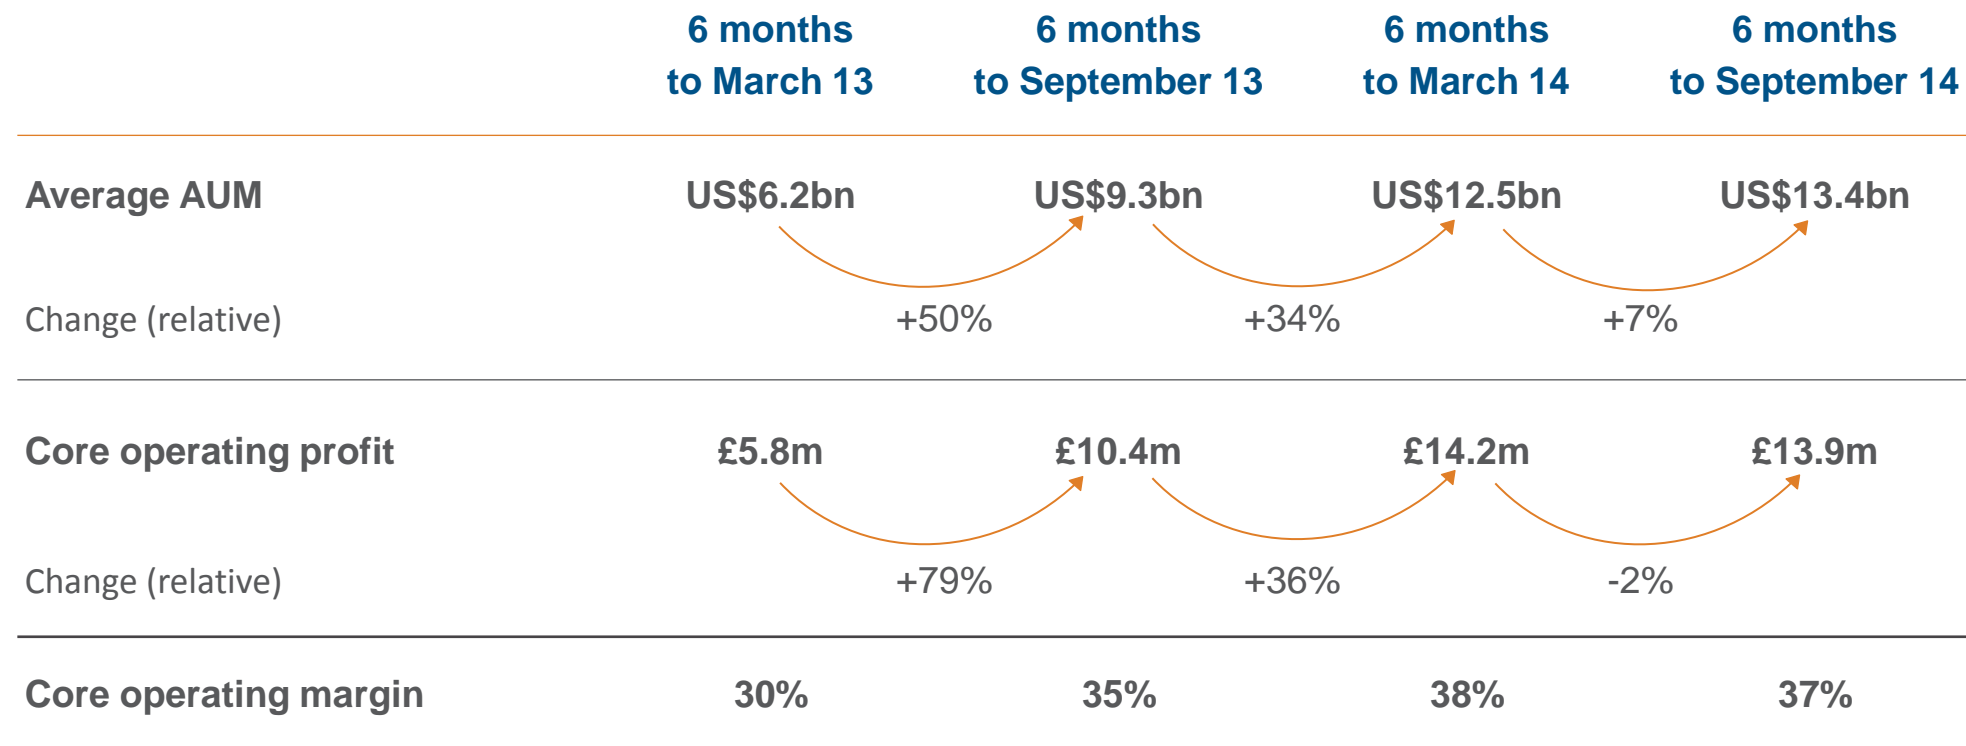 6 months 6 months 6 months 6 months
to March 13 to September 13 to March 14 to September 14
Average AUM US$6.2bn US$9.3bn US$12.5bn US$13.4bn
Change (relative) +50% +34% +7%
Core operating profit £5.8m £10.4m £14.2m £13.9m
Change (relative) +79% +36% -2%
Core operating margin 30% 35% 38% 37%